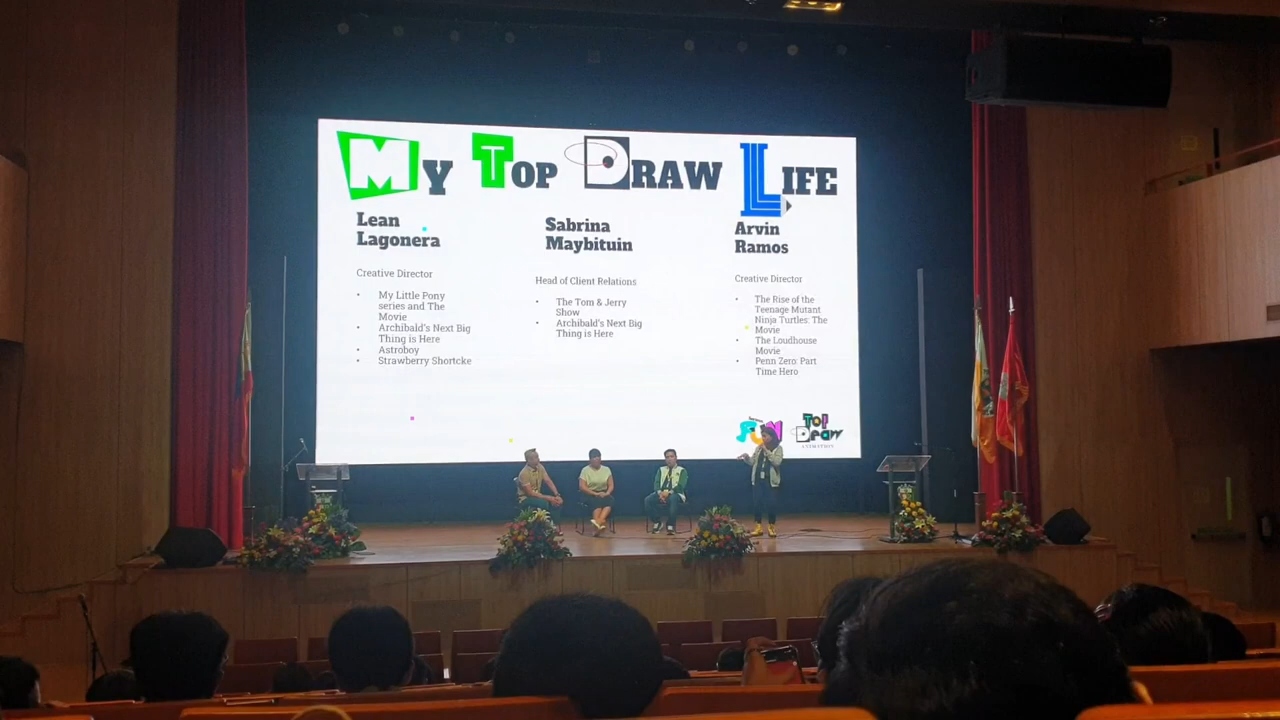 My Top Draw Life
Lean
Lagonera
Creative Director
• My Little Pony
series and The
Movie
• Archibald's Next Big
Thing is Here
• Astroboy
• Strawberry Shortcke
Sabrina
Maybituin
Head of Client Relations
• The Tom & Jerry
Show
• Archibald's Next Big
Thing is Here
Arvin
Ramos
Creative Director
• The Rise of the
Teenage Mutant
Ninja Turtles: The
Movie
• The Loudhouse
Movie
• Penn Zero: Part
Time Hero
Top
Draw